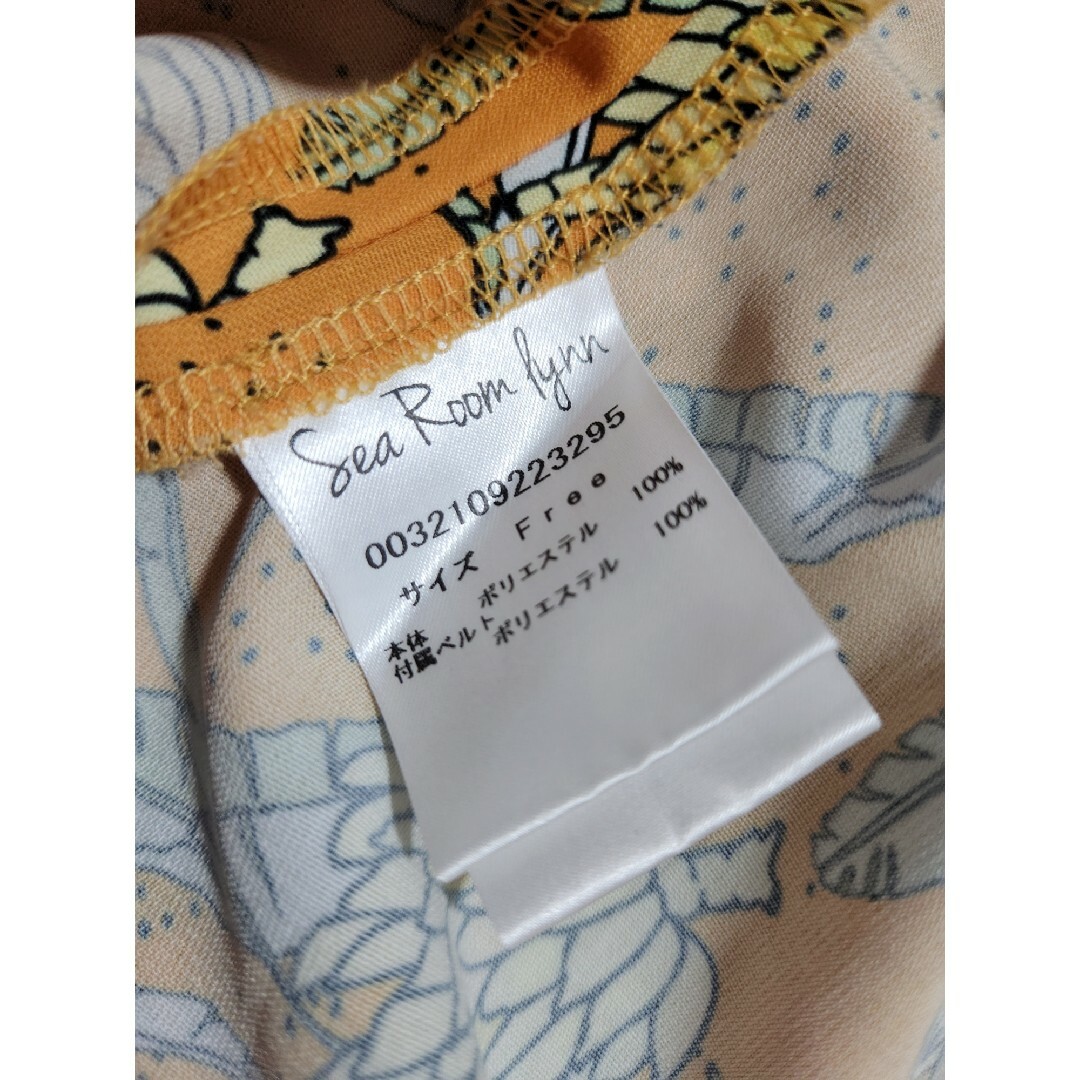 Sea Room lynn
0032109223295
サイズ Free
本体 ポリエステル 100%
付属ベルト ポリエステル 100%